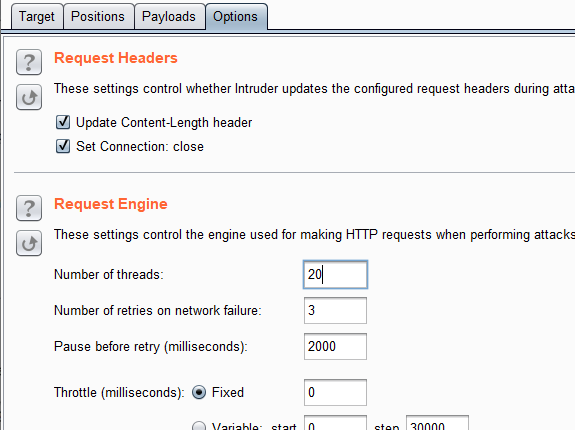 Target Positions Payloads Options
? Request Headers
These settings control whether Intruder updates the configured request headers during atta
Update Content-Length header
Set Connection: close
? Request Engine
These settings control the engine used for making HTTP requests when performing attacks
Number of threads: 20
Number of retries on network failure: 3
Pause before retry (milliseconds): 2000
Throttle (milliseconds): Fixed 0
Variable: start 0 step 30000